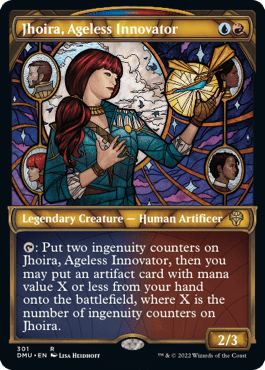 Jhoira, Ageless Innovator
Legendary Creature — Human Artificer
: Put two ingenuity counters on
Jhoira, Ageless Innovator, then you
may put an artifact card with mana
value X or less from your hand
onto the battlefield, where X is the
number of ingenuity counters on
Jhoira.
2/3
301 R
DMU • EN Lisa Heidhoff
™ & © 2022 Wizards of the Coast